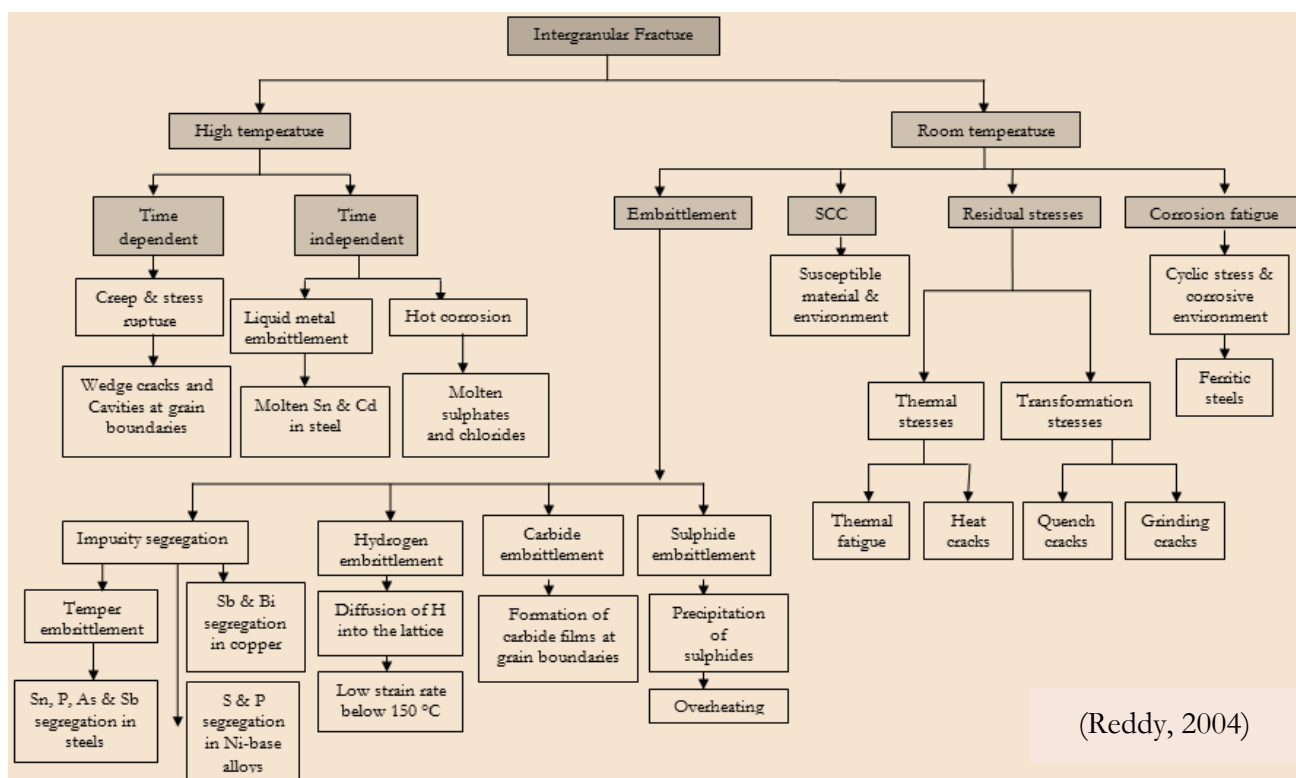 Intergranular Fracture
High temperature
Room temperature
Time
dependent
Time
independent
Embrittlement
SCC
Residual stresses
Corrosion fatigue
Creep & stress
rupture
Liquid metal
embrittlement
Hot corrosion
Susceptible
material &
environment
Cyclic stress &
corrosive
environment
Wedge cracks and
Cavities at grain
boundaries
Molten Sn & Cd
in steel
Molten
sulphates
and chlorides
Thermal
stresses
Transformation
stresses
Ferritic
steels
Thermal
fatigue
Heat
cracks
Quench
cracks
Grinding
cracks
Impurity segregation
Hydrogen
embrittlement
Carbide
embrittlement
Sulphide
embrittlement
Temper
embrittlement
Sb & Bi
segregation
in copper
Diffusion of H
into the lattice
Formation of
carbide films at
grain boundaries
Precipitation
of
sulphides
Sn, P, As & Sb
segregation in
steels
S & P
segregation
in Ni-base
alloys
Low strain rate
below 150 °C
Overheating
(Reddy, 2004)